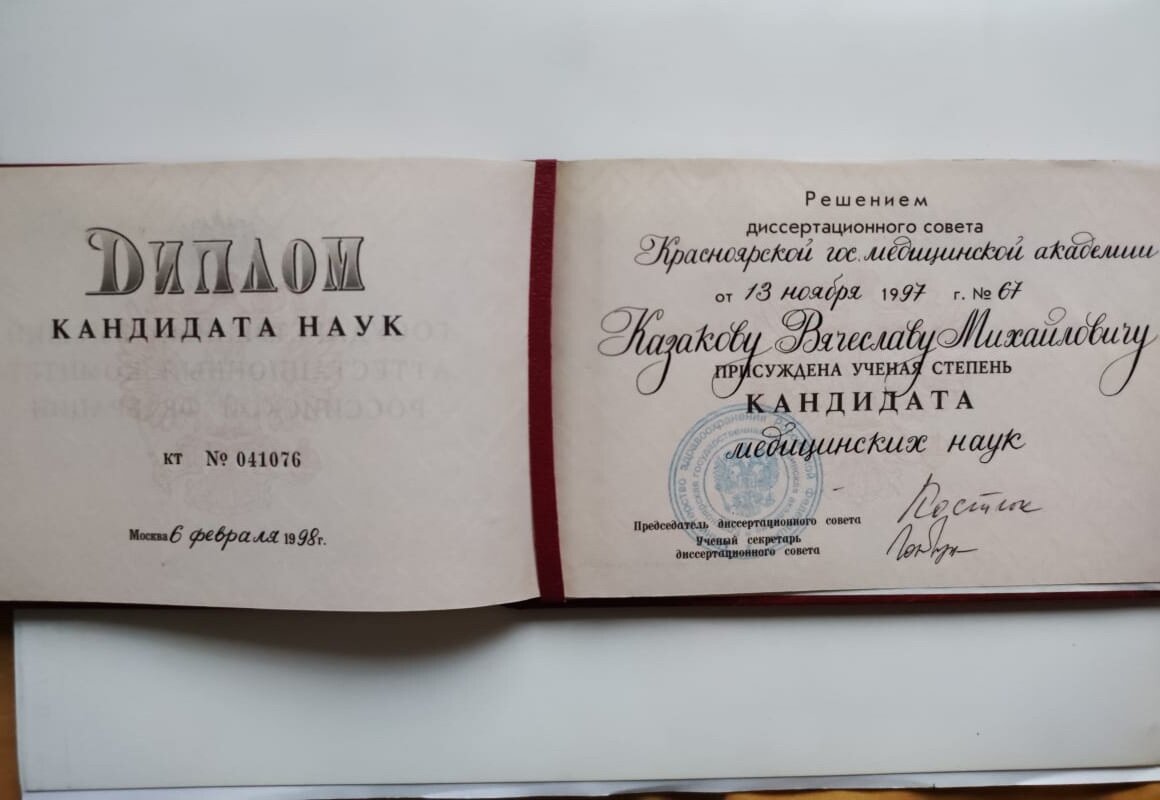 ДИПЛОМ
КАНДИДАТА НАУК
КТ № 041076
Москва 6 февраля 1998 г.
Решением
диссертационного совета
Красноярской гос. медицинской академии
от 13 ноября 1997 г. № 67
Казакову Вячеславу Михайловичу
ПРИСУЖДЕНА УЧЕНАЯ СТЕПЕНЬ
КАНДИДАТА
медицинских наук
Председатель диссертационного совета
Ученый секретарь
диссертационного совета